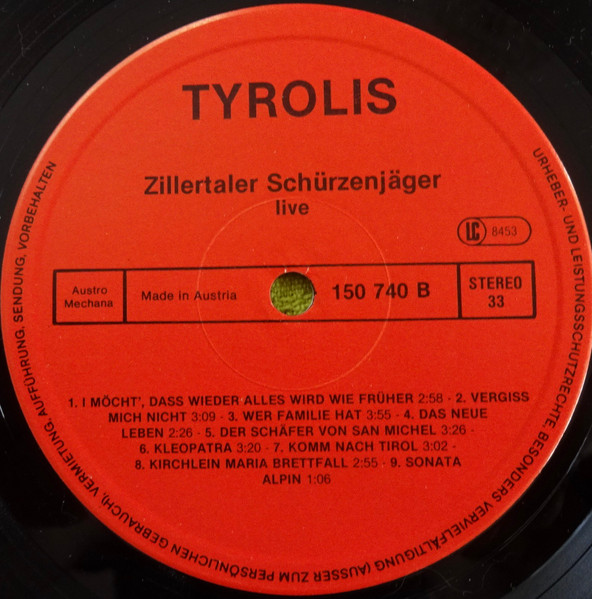 TYROLIS
Zillertaler Schürzenjäger
live
LC 8453
Austro
Mechana
Made in Austria
150 740 B
STEREO
33
1. I MÖCHT', DASS WIEDER ALLES WIRD WIE FRÜHER 2:58 - 2. VERGISS
MICH NICHT 3:09 - 3. WER FAMILIE HAT 3:55 - 4. DAS NEUE
LEBEN 2:26 - 5. DER SCHÄFER VON SAN MICHEL 3:26 -
6. KLEOPATRA 3:20 - 7. KOMM NACH TIROL 3:02 -
8. KIRCHLEIN MARIA BRETTFALL 2:55 - 9. SONATA
ALPIN 1:06
URHEBER- UND LEISTUNGSSCHUTZRECHTE, BESONDERS VERVIELFÄLTIGUNG (AUSSER ZUM PERSÖNLICHEN GEBRAUCH), VERMIETUNG, AUFFÜHRUNG, SENDUNG, VORBEHALTEN